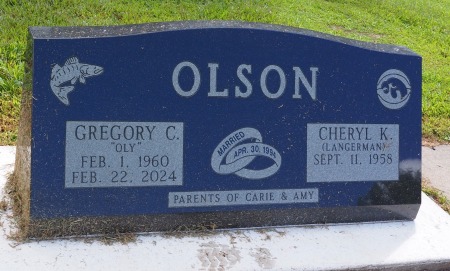 OLSON
GREGORY C.
"OLY"
FEB. 1, 1960
FEB. 22, 2024
MARRIED
APR. 30, 1994
CHERYL K.
(LANGERMAN)
SEPT. 11, 1958
PARENTS OF CARIE & AMY